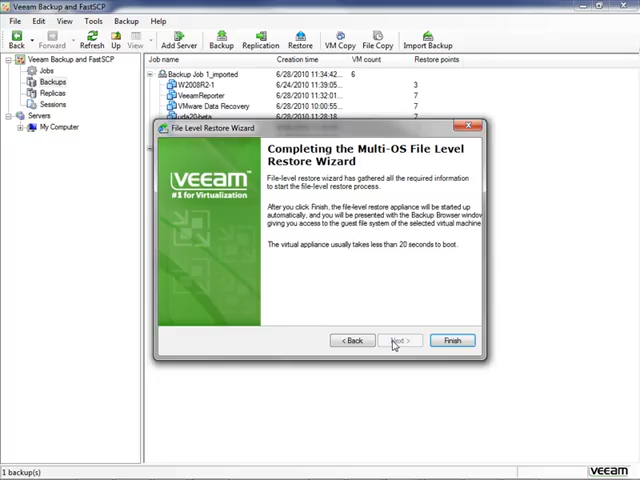 Veeam Backup and FastSCP
File Edit View Tools Backup Help
Back Forward Refresh Up View Add Server Backup Replication Restore VM Copy File Copy Import Backup
Veeam Backup and FastSCP
Jobs
Backups
Replicas
Sessions
Servers
My Computer
Job name Creation time VM count Restore points
Backup Job 1_imported 6/28/2010 11:34:42... 6
W2008R2-1 6/24/2010 11:39:05... 3
VeeamReporter 6/28/2010 11:32:01... 7
VMware Data Recovery 6/28/2010 10:00:55... 7
File Level Restore Wizard
veeam
#1 for Virtualization
Completing the Multi-OS File Level
Restore Wizard
File-level restore wizard has gathered all the required information
to start the file-level restore process.
After you click Finish, the file-level restore appliance will be started up
automatically, and you will be presented with the Backup Browser window
giving you access to the guest file system of the selected virtual machine
The virtual appliance usually takes less than 20 seconds to boot.
< Back Next > Finish
1 backup(s)
veeam